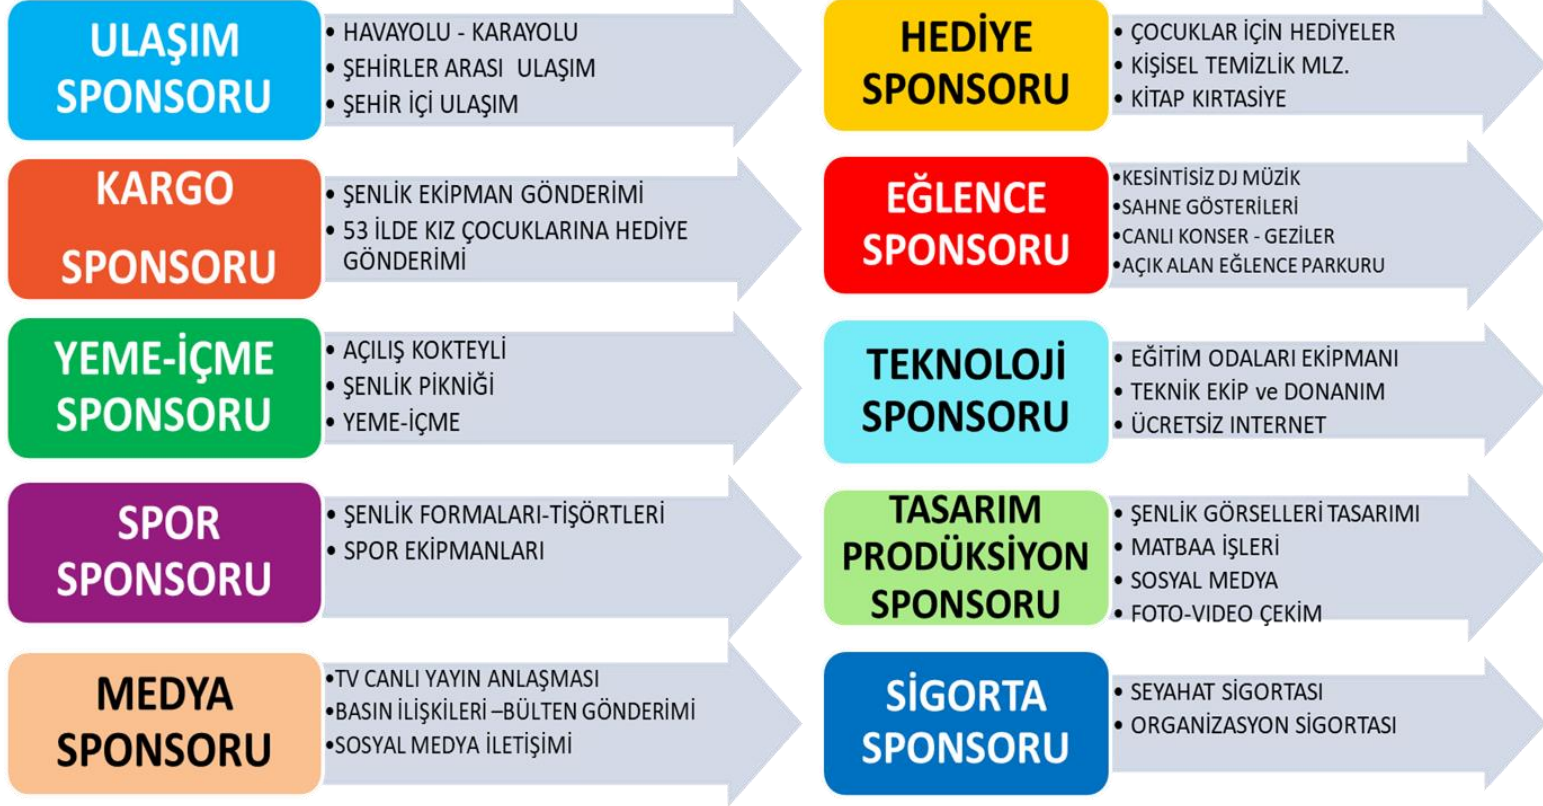 ULAŞIM
SPONSORU
• HAVAYOLU - KARAYOLU
• ŞEHİRLER ARASI ULAŞIM
• ŞEHİR İÇİ ULAŞIM
KARGO
SPONSORU
• ŞENLİK EKİPMAN GÖNDERİMİ
• 53 İLDE KIZ ÇOCUKLARINA HEDİYE
GÖNDERİMİ
YEME-İÇME
SPONSORU
• AÇILIŞ KOKTEYLİ
• ŞENLİK PİKNİĞİ
• YEME-İÇME
SPOR
SPONSORU
• ŞENLİK FORMALARI-TİŞÖRTLERİ
• SPOR EKİPMANLARI
MEDYA
SPONSORU
•TV CANLI YAYIN ANLAŞMASI
•BASIN İLİŞKİLERİ –BÜLTEN GÖNDERİMİ
•SOSYAL MEDYA İLETİŞİMİ
HEDİYE
SPONSORU
• ÇOCUKLAR İÇİN HEDİYELER
• KİŞİSEL TEMİZLİK MLZ.
• KİTAP KIRTASİYE
EĞLENCE
SPONSORU
•KESİNTİSİZ DJ MÜZİK
•SAHNE GÖSTERİLERİ
•CANLI KONSER - GEZİLER
•AÇIK ALAN EĞLENCE PARKURU
TEKNOLOJİ
SPONSORU
• EĞİTİM ODALARI EKİPMANI
• TEKNİK EKİP ve DONANIM
• ÜCRETSİZ INTERNET
TASARIM
PRODÜKSİYON
SPONSORU
• ŞENLİK GÖRSELLERİ TASARIMI
• MATBAA İŞLERİ
• SOSYAL MEDYA
• FOTO-VIDEO ÇEKİM
SİGORTA
SPONSORU
• SEYAHAT SİGORTASI
• ORGANİZASYON SİGORTASI